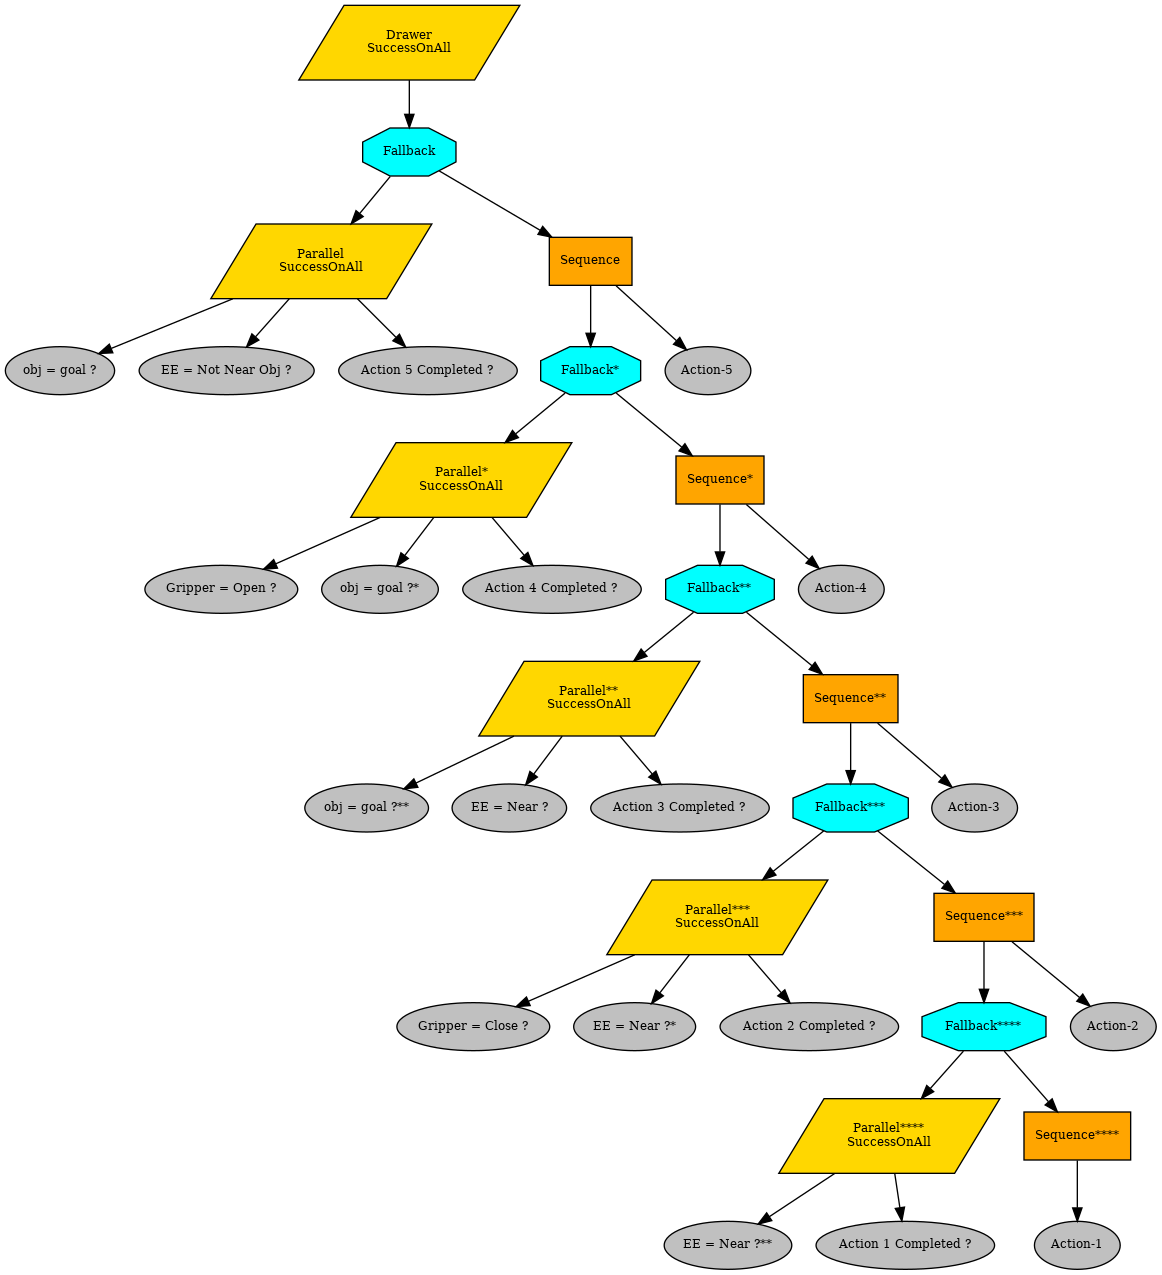 Drawer
SuccessOnAll
Fallback
Parallel
SuccessOnAll
Sequence
obj = goal ?
EE = Not Near Obj ?
Action 5 Completed ?
Fallback*
Action-5
Parallel*
SuccessOnAll
Sequence*
Gripper = Open ?
obj = goal ?*
Action 4 Completed ?
Fallback**
Action-4
Parallel**
SuccessOnAll
Sequence**
obj = goal ?**
EE = Near ?
Action 3 Completed ?
Fallback***
Action-3
Parallel***
SuccessOnAll
Sequence***
Gripper = Close ?
EE = Near ?*
Action 2 Completed ?
Fallback****
Action-2
Parallel****
SuccessOnAll
Sequence****
EE = Near ?**
Action 1 Completed ?
Action-1